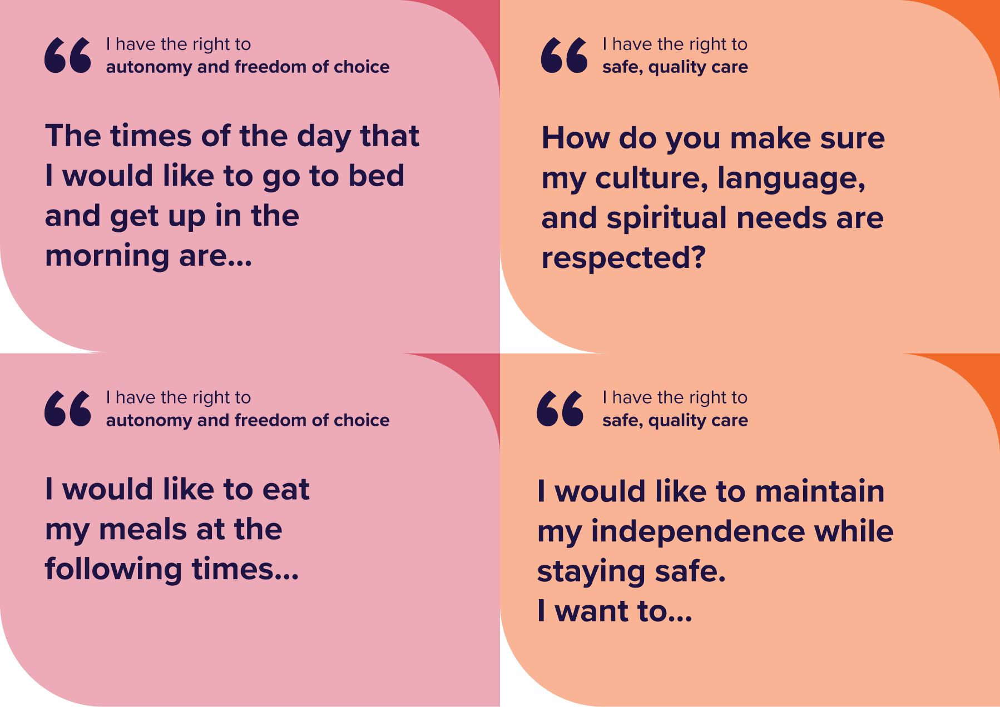 I have the right to
autonomy and freedom of choice
The times of the day that
I would like to go to bed
and get up in the
morning are...
I have the right to
safe, quality care
How do you make sure
my culture, language,
and spiritual needs are
respected?
I have the right to
autonomy and freedom of choice
I would like to eat
my meals at the
following times...
I have the right to
safe, quality care
I would like to maintain
my independence while
staying safe.
I want to...